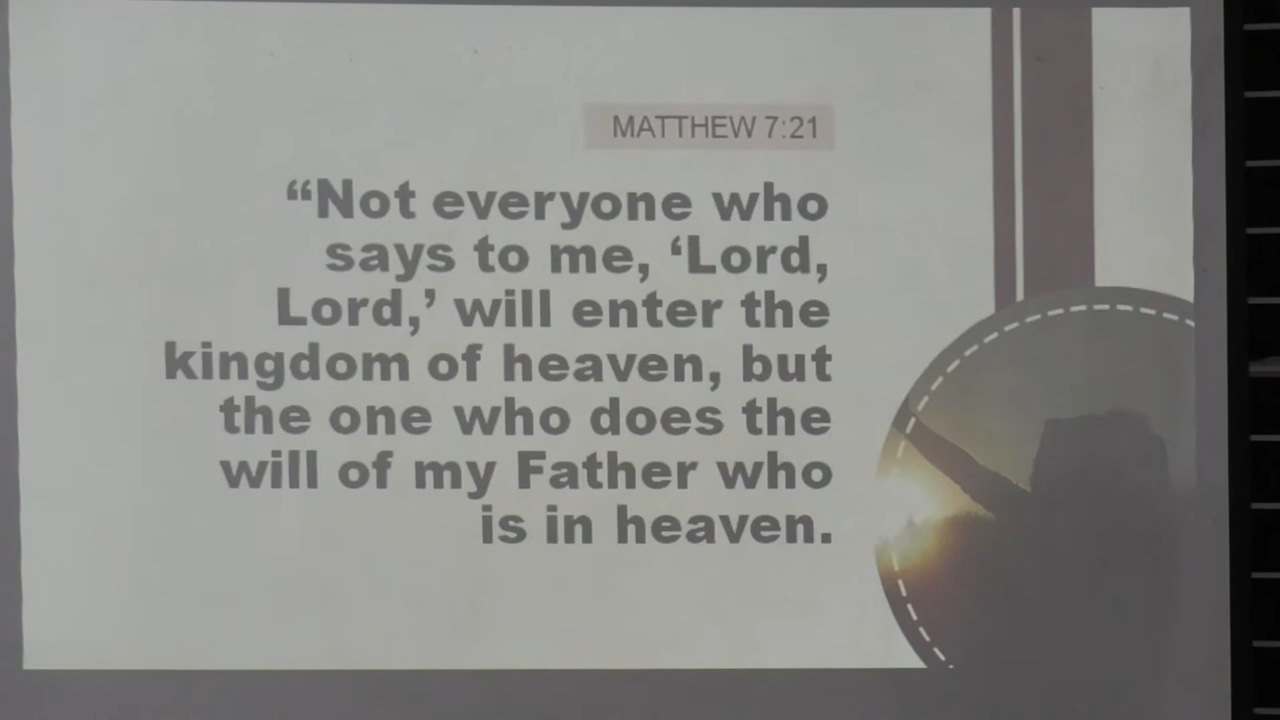 MATTHEW 7:21
“Not everyone who
says to me, ‘Lord,
Lord,’ will enter the
kingdom of heaven, but
the one who does the
will of my Father who
is in heaven.